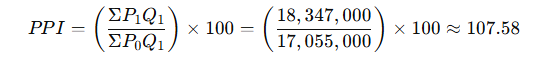 PPI = (ΣP₁Q₁ / ΣP₀Q₁) × 100 = (18,347,000 / 17,055,000) × 100 ≈ 107.58